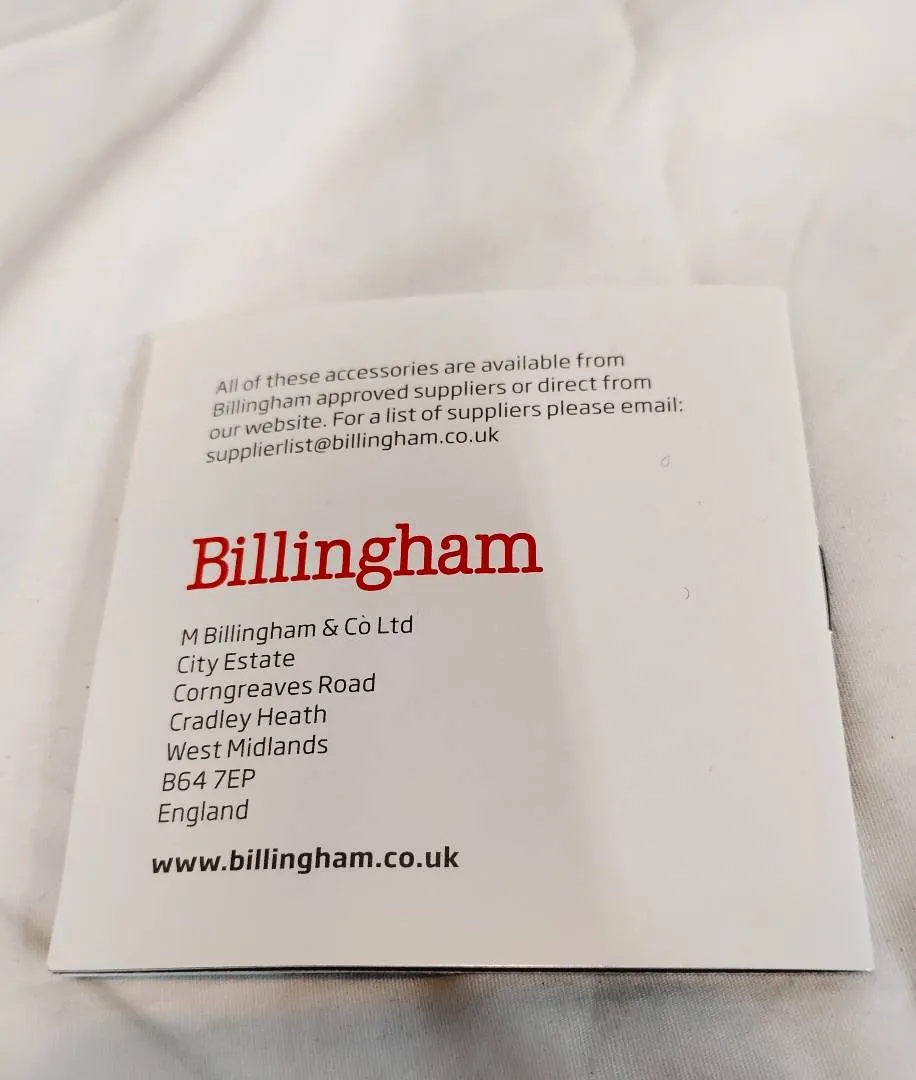 All of these accessories are available from
Billingham approved suppliers or direct from
our website. For a list of suppliers please email:
supplierlist@billingham.co.uk
Billingham
M Billingham & Cò Ltd
City Estate
Corngreaves Road
Cradley Heath
West Midlands
B64 7EP
England
www.billingham.co.uk